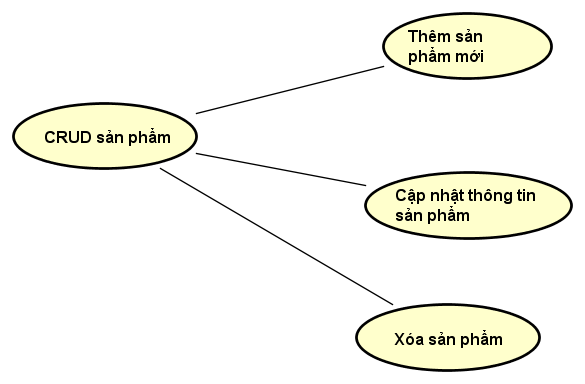 Thêm sản
phẩm mới
CRUD sản phẩm
Cập nhật thông tin
sản phẩm
Xóa sản phẩm